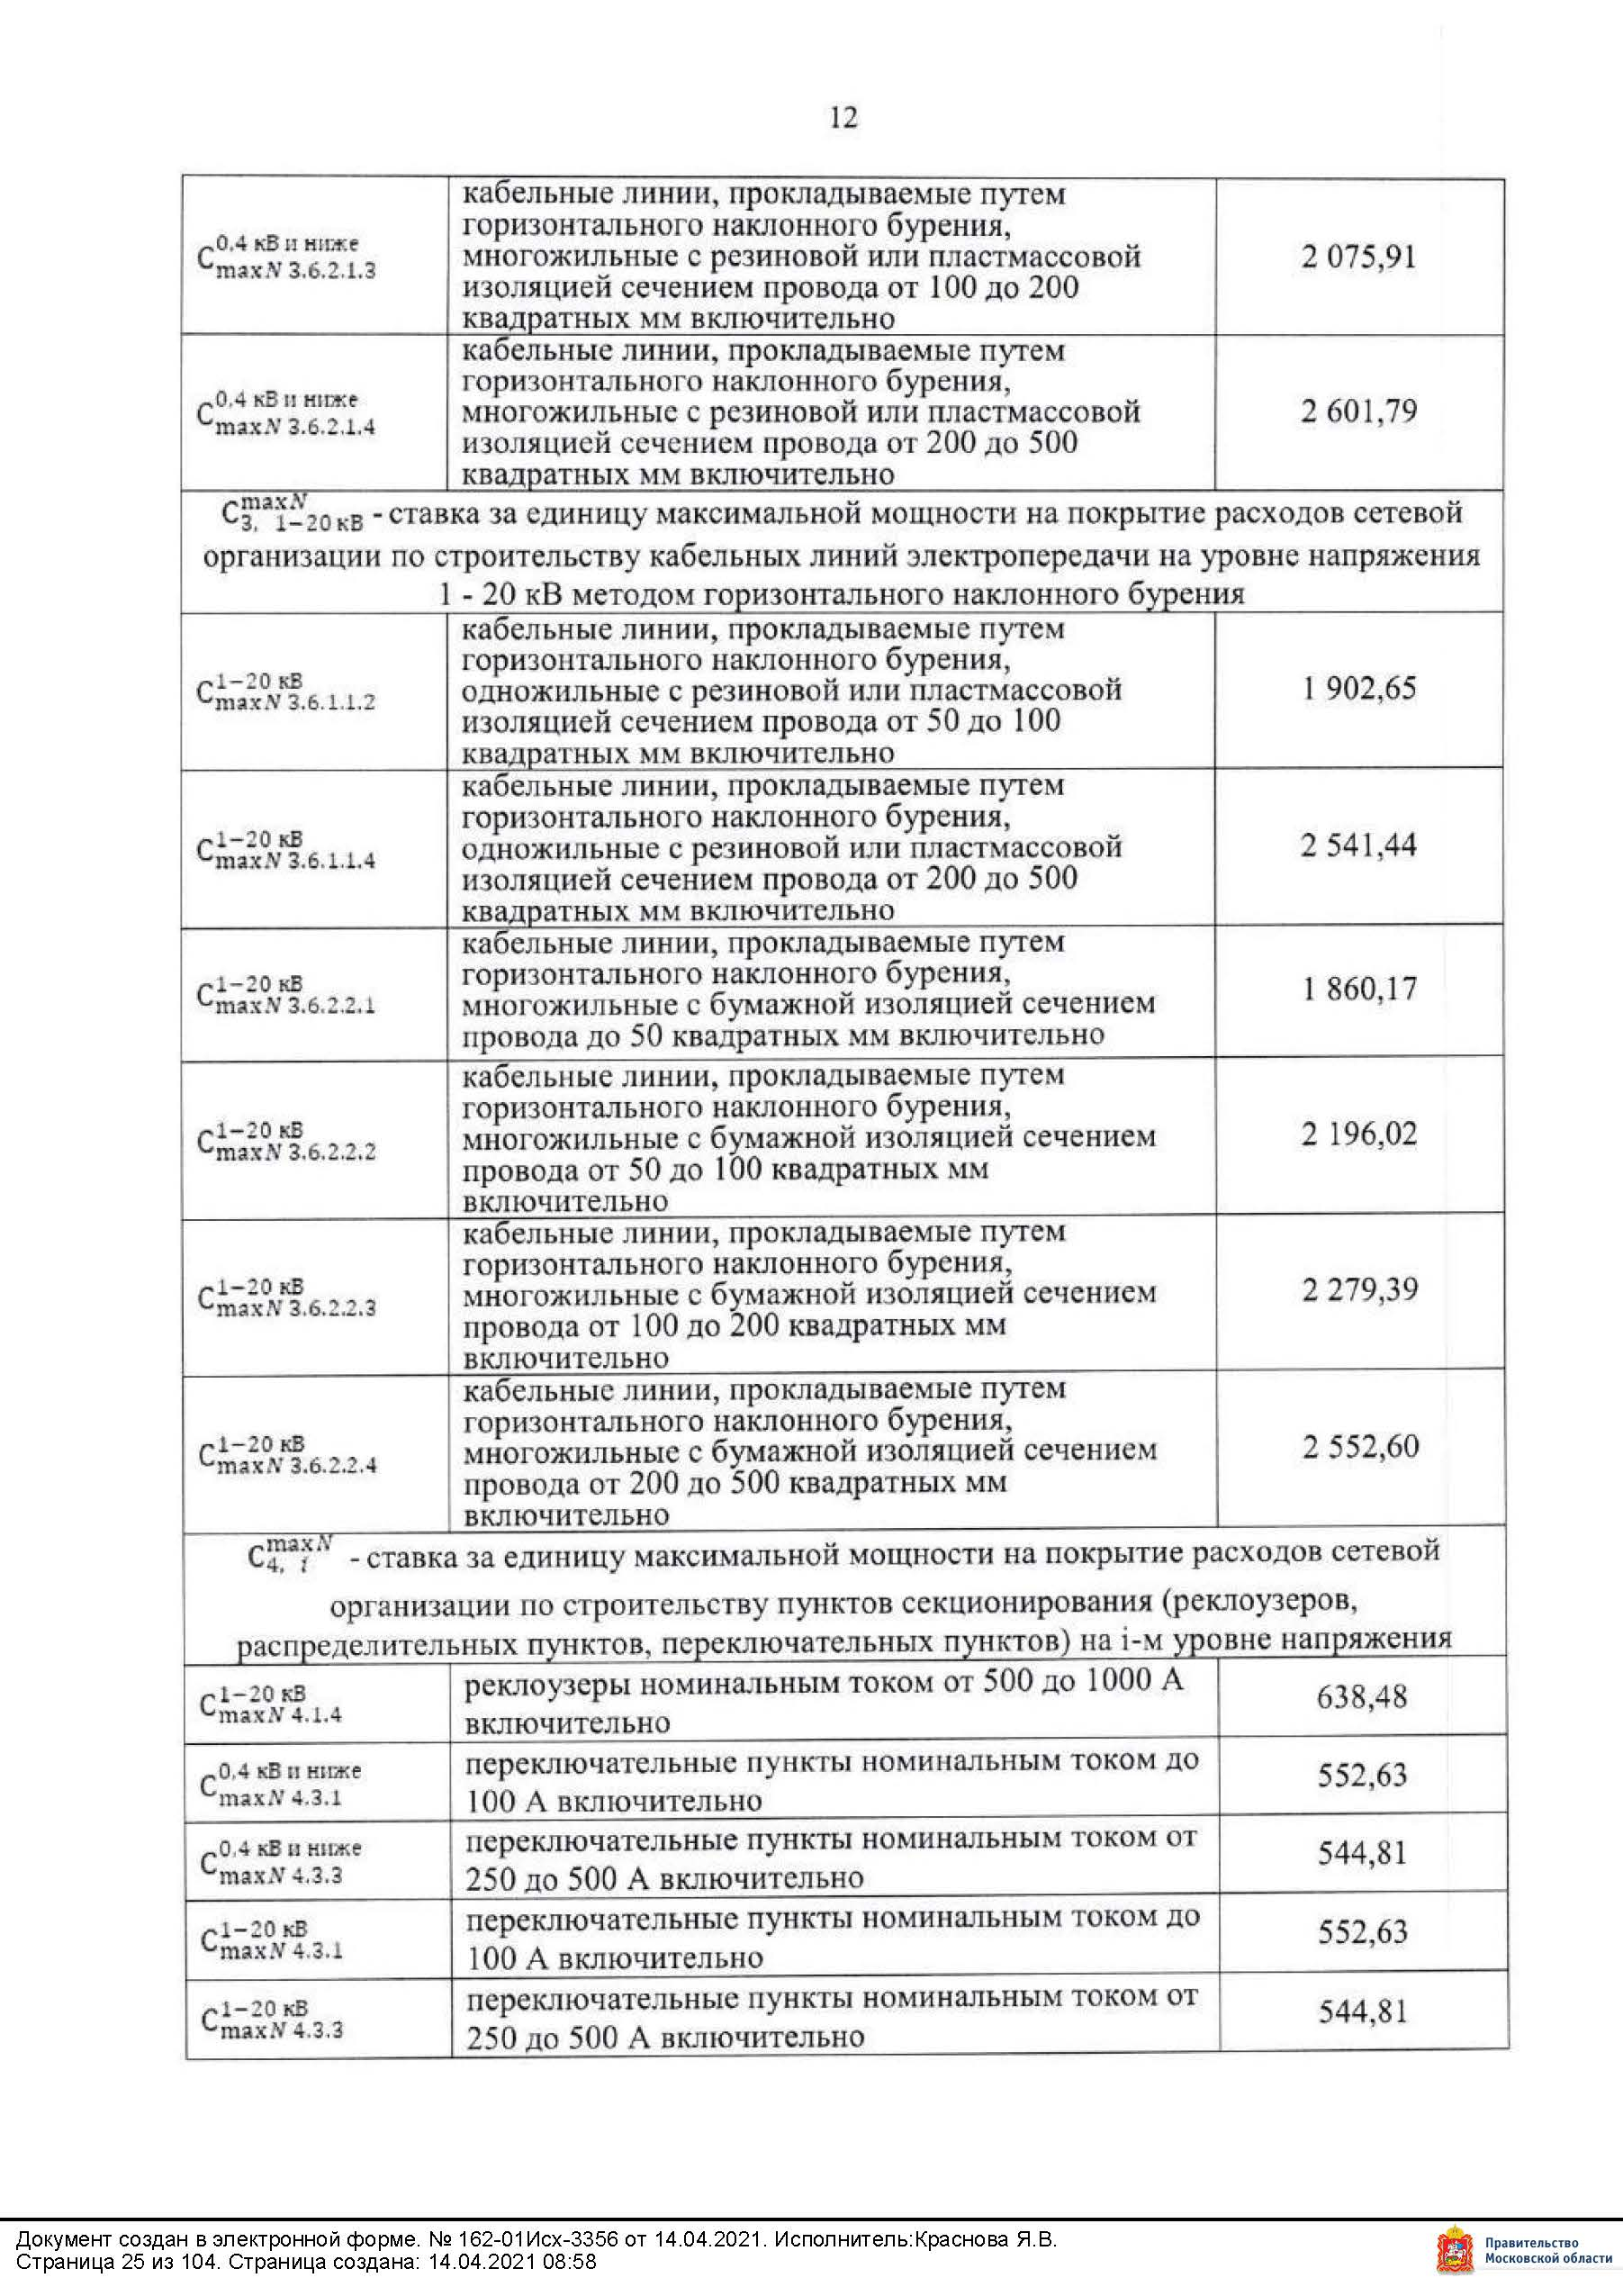 12
кабельные линии, прокладываемые путем
горизонтального наклонного бурения,
C 0,4 кВ и ниже maxN 3.6.2.1.3
многожильные с резиновой или пластмассовой
2 075,91
изоляцией сечением провода от 100 до 200
квадратных мм включительно
кабельные линии, прокладываемые путем
горизонтального наклонного бурения,
C 0,4 кВ и ниже maxN 3.6.2.1.4
многожильные с резиновой или пластмассовой
2 601,79
изоляцией сечением провода от 200 до 500
квадратных мм включительно
C maxN 3, 1–20 кВ - ставка за единицу максимальной мощности на покрытие расходов сетевой
организации по строительству кабельных линий электропередачи на уровне напряжения
1 - 20 кВ методом горизонтального наклонного бурения
кабельные линии, прокладываемые путем
горизонтального наклонного бурения,
C 1–20 кВ maxN 3.6.1.1.2
одножильные с резиновой или пластмассовой
1 902,65
изоляцией сечением провода от 50 до 100
квадратных мм включительно
кабельные линии, прокладываемые путем
горизонтального наклонного бурения,
C 1–20 кВ maxN 3.6.1.1.4
одножильные с резиновой или пластмассовой
2 541,44
изоляцией сечением провода от 200 до 500
квадратных мм включительно
кабельные линии, прокладываемые путем
горизонтального наклонного бурения,
C 1–20 кВ maxN 3.6.2.2.1
многожильные с бумажной изоляцией сечением
1 860,17
провода до 50 квадратных мм включительно
кабельные линии, прокладываемые путем
горизонтального наклонного бурения,
C 1–20 кВ maxN 3.6.2.2.2
многожильные с бумажной изоляцией сечением
2 196,02
провода от 50 до 100 квадратных мм
включительно
кабельные линии, прокладываемые путем
горизонтального наклонного бурения,
C 1–20 кВ maxN 3.6.2.2.3
многожильные с бумажной изоляцией сечением
2 279,39
провода от 100 до 200 квадратных мм
включительно
кабельные линии, прокладываемые путем
горизонтального наклонного бурения,
C 1–20 кВ maxN 3.6.2.2.4
многожильные с бумажной изоляцией сечением
2 552,60
провода от 200 до 500 квадратных мм
включительно
C maxN 4, i - ставка за единицу максимальной мощности на покрытие расходов сетевой
организации по строительству пунктов секционирования (реклоузеров,
распределительных пунктов, переключательных пунктов) на i-м уровне напряжения
C 1–20 кВ maxN 4.1.4
реклоузеры номинальным током от 500 до 1000 А
включительно
638,48
C 0,4 кВ и ниже maxN 4.3.1
переключательные пункты номинальным током до
100 А включительно
552,63
C 0,4 кВ и ниже maxN 4.3.3
переключательные пункты номинальным током от
250 до 500 А включительно
544,81
C 1–20 кВ maxN 4.3.1
переключательные пункты номинальным током до
100 А включительно
552,63
C 1–20 кВ maxN 4.3.3
переключательные пункты номинальным током от
250 до 500 А включительно
544,81
Документ создан в электронной форме. № 162-01Исх-3356 от 14.04.2021. Исполнитель:Краснова Я.В.
Страница 25 из 104. Страница создана: 14.04.2021 08:58
Правительство
Московской области